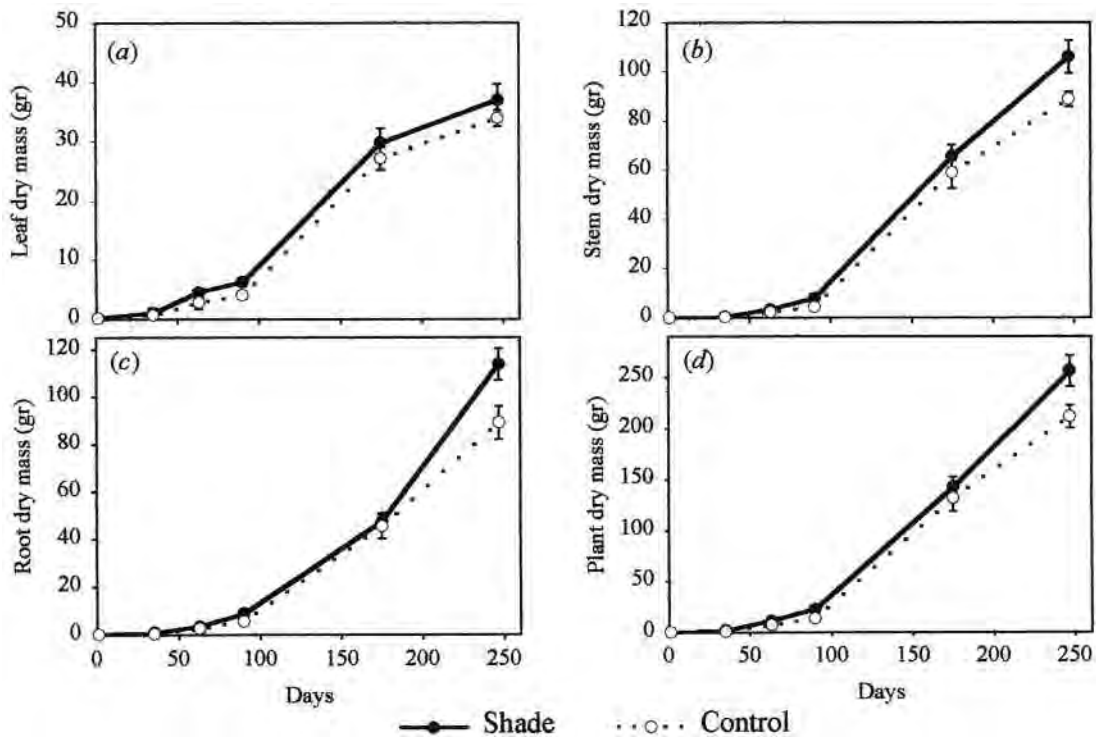 (a)
Leaf dry mass (gr)
50
40
30
20
10
0
(b)
Stem dry mass (gr)
120
100
80
60
40
20
0
(c)
Root dry mass (gr)
120
100
80
60
40
20
0
0 50 100 150 200 250
Days
(d)
Plant dry mass (gr)
250
200
150
100
50
0
0 50 100 150 200 250
Days
Shade Control